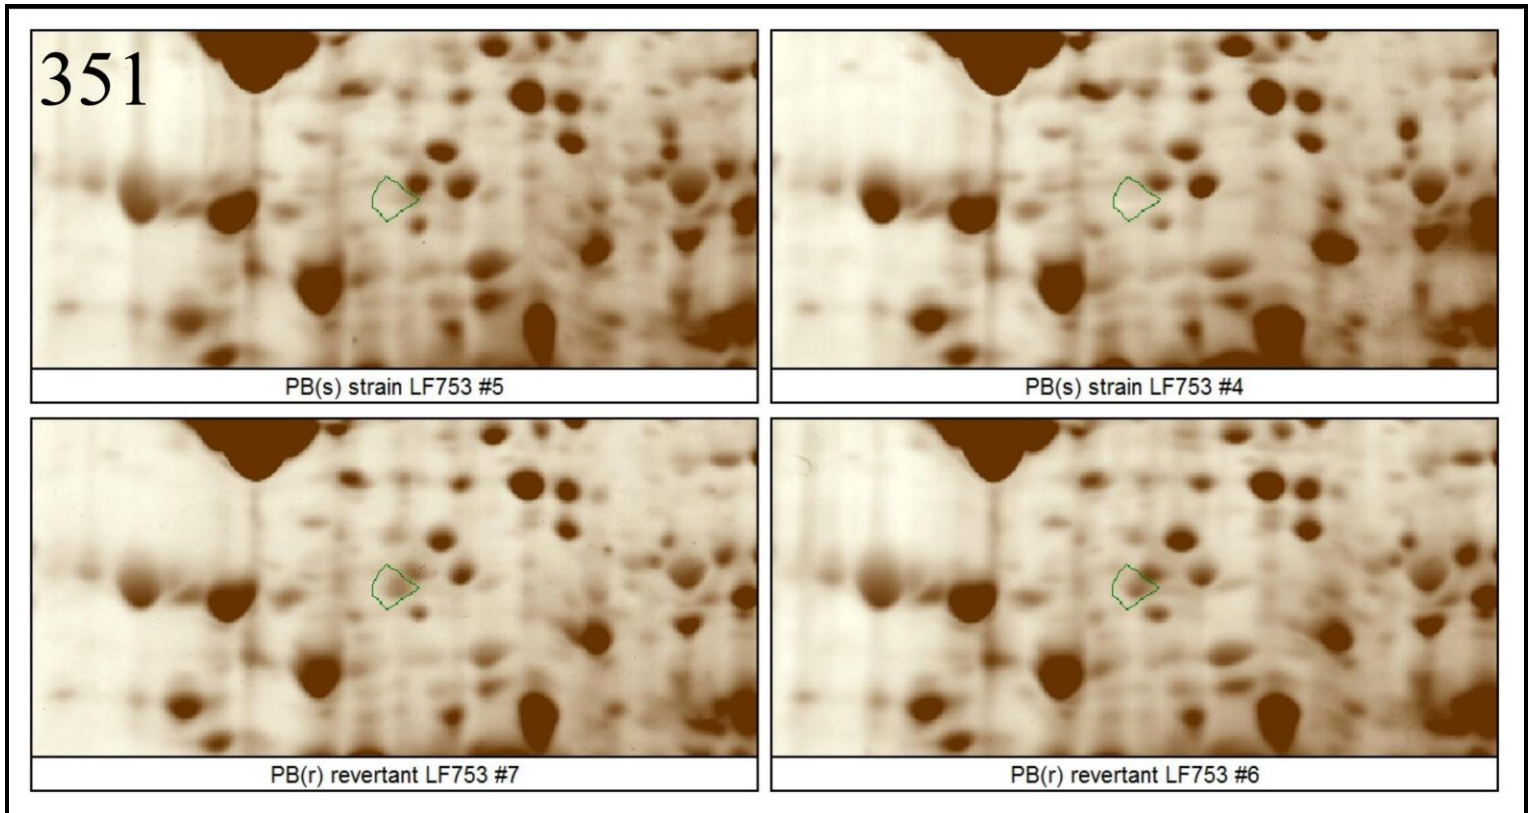 351
PB(s) strain LF753 #5
PB(s) strain LF753 #4
PB(r) revertant LF753 #7
PB(r) revertant LF753 #6